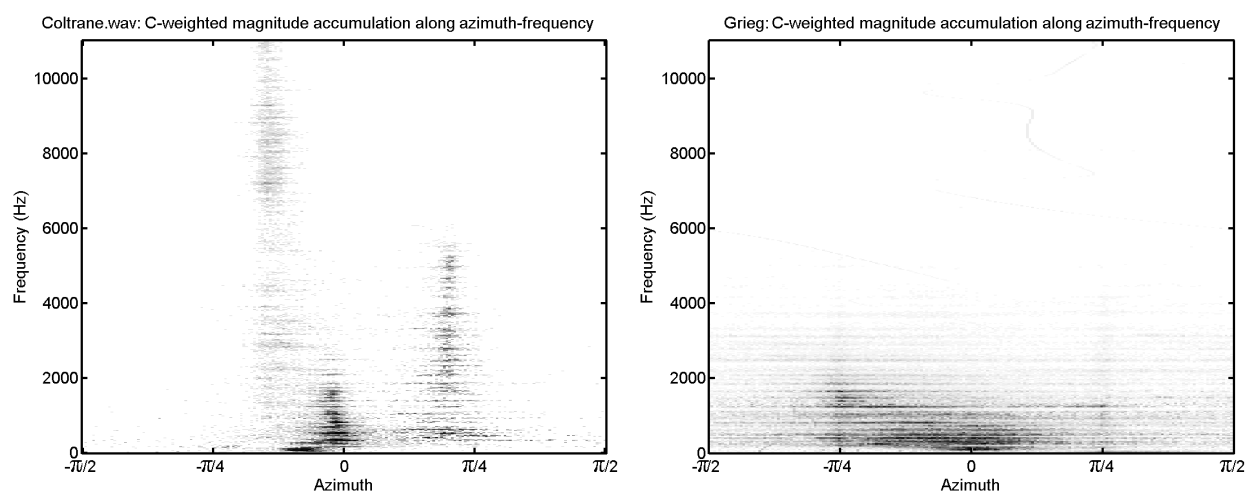 Coltrane.wav: C-weighted magnitude accumulation along azimuth-frequency
10000
8000
6000
4000
2000
0
Frequency (Hz)
-π/2
-π/4
0
π/4
π/2
Azimuth
Grieg: C-weighted magnitude accumulation along azimuth-frequency
10000
8000
6000
4000
2000
0
Frequency (Hz)
-π/2
-π/4
0
π/4
π/2
Azimuth